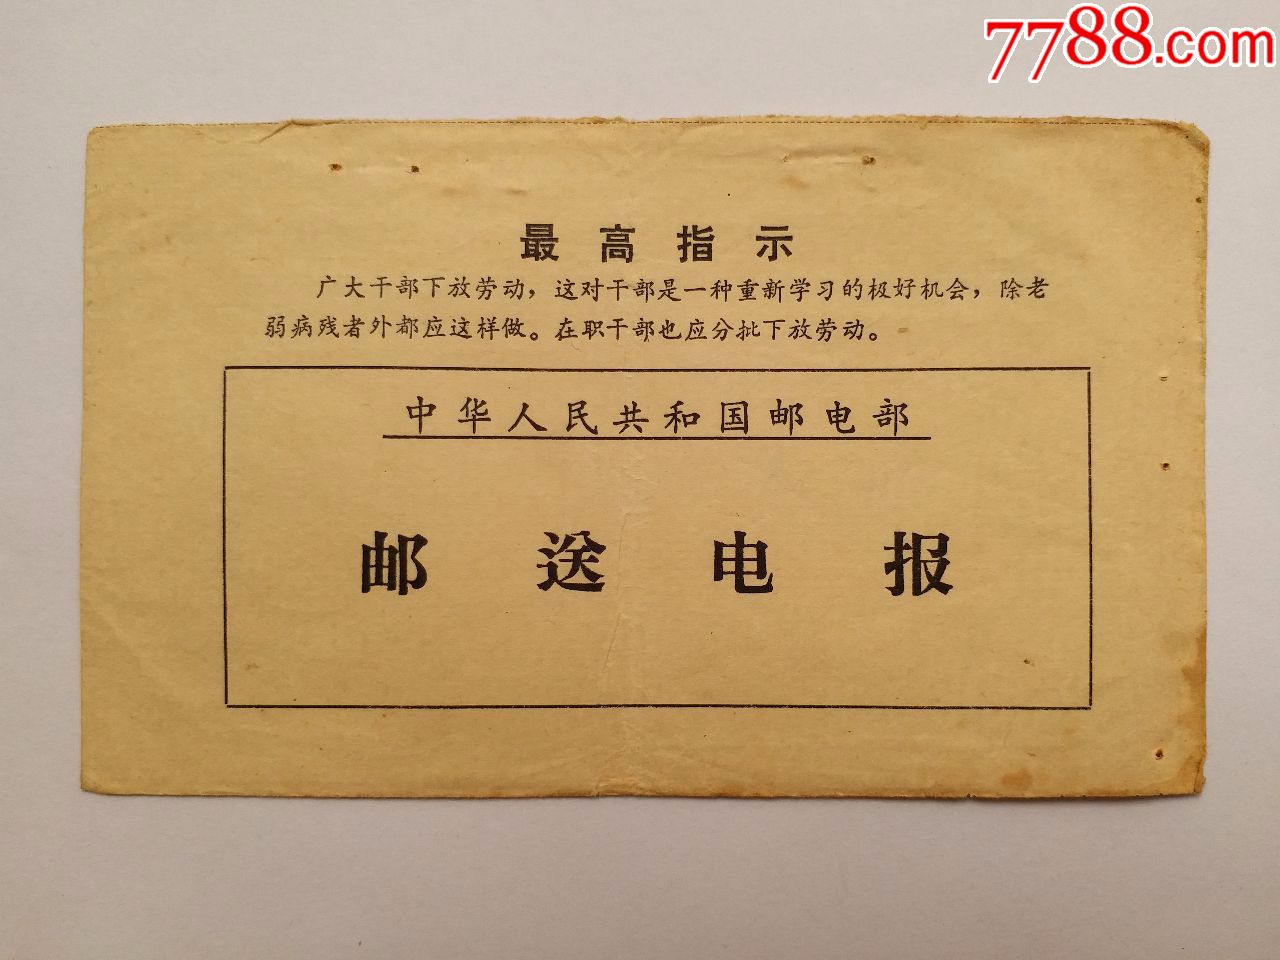 7788.com
最高指示
广大干部下放劳动，这对干部是一种重新学习的极好机会，除老
弱病残者外都应这样做。在职干部也应分批下放劳动。
中华人民共和国邮电部
邮送电报